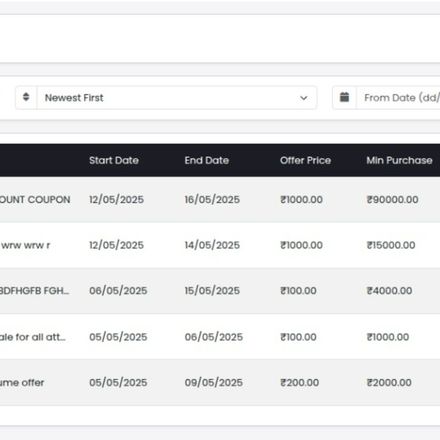 Newest First From Date (dd/
Start Date End Date Offer Price Min Purchase
OUNT COUPON 12/05/2025 16/05/2025 ₹1000.00 ₹90000.00
wrw wrw r 12/05/2025 14/05/2025 ₹1000.00 ₹15000.00
BDFHGFB FGH... 06/05/2025 15/05/2025 ₹100.00 ₹4000.00
ale for all att... 05/05/2025 06/05/2025 ₹100.00 ₹1000.00
ume offer 05/05/2025 09/05/2025 ₹200.00 ₹2000.00